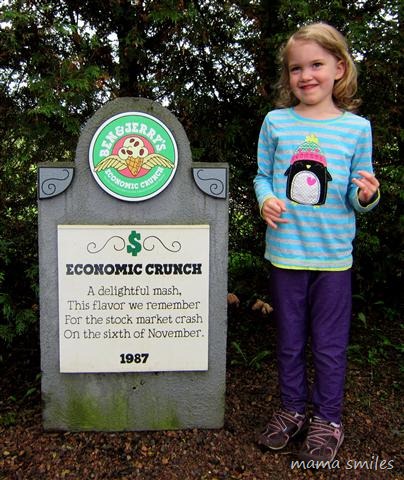 BEN & JERRY'S
ECONOMIC CRUNCH
$
ECONOMIC CRUNCH
A delightful mash,
This flavor we remember
For the stock market crash
On the sixth of November.
1987
mama smiles